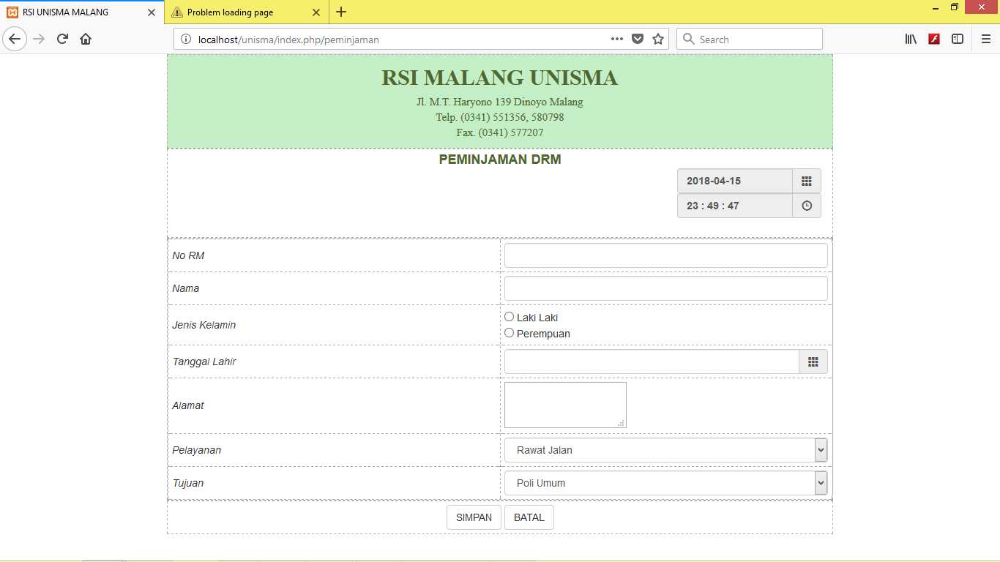 RSI UNISMA MALANG
Problem loading page
localhost/unisma/index.php/peminjaman
Search
RSI MALANG UNISMA
Jl. M.T. Haryono 139 Dinoyo Malang
Telp. (0341) 551356, 580798
Fax. (0341) 577207
PEMINJAMAN DRM
2018-04-15
23 : 49 : 47
No RM
Nama
Jenis Kelamin
Laki Laki
Perempuan
Tanggal Lahir
Alamat
Pelayanan
Rawat Jalan
Tujuan
Poli Umum
SIMPAN
BATAL